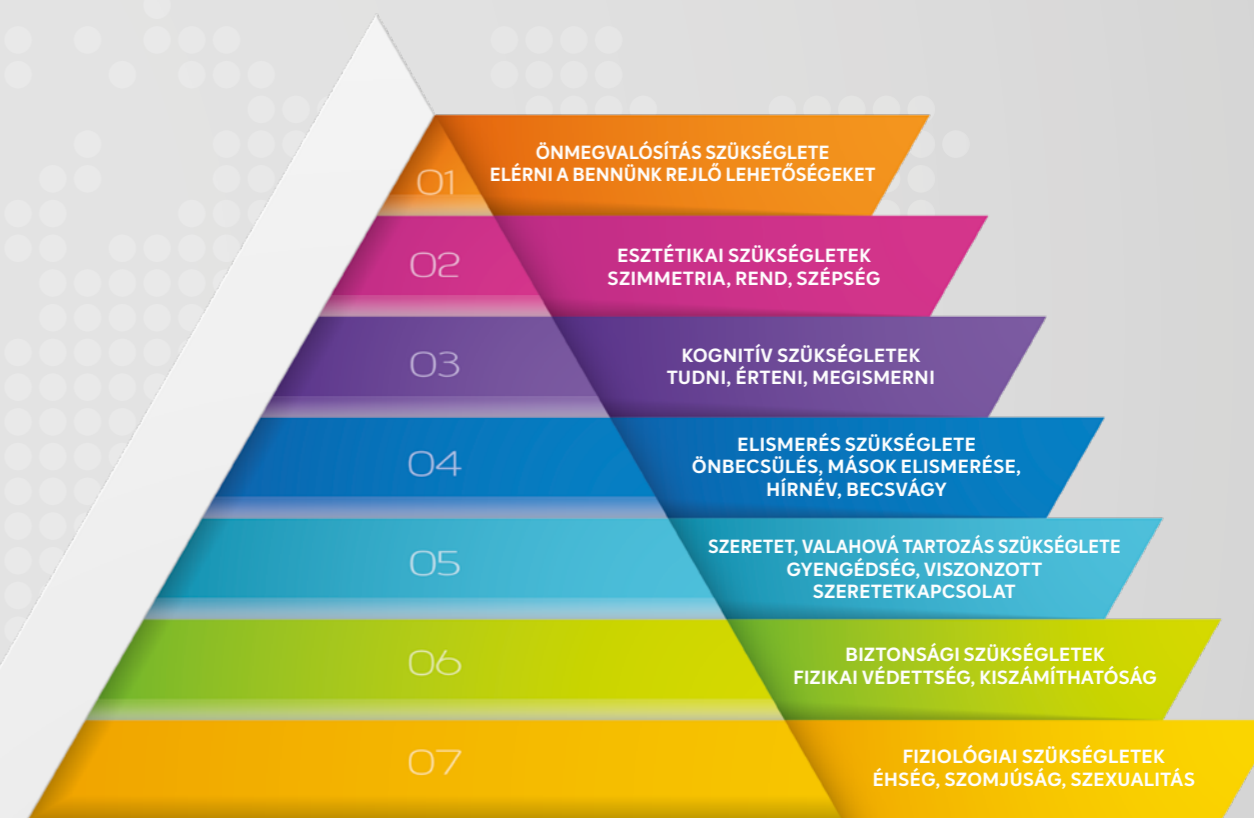 01
ÖNMEGVALÓSÍTÁS SZÜKSÉGLETE
ELÉRNI A BENNÜNK REJLŐ LEHETŐSÉGEKET
02
ESZTÉTIKAI SZÜKSÉGLETEK
SZIMMETRIA, REND, SZÉPSÉG
03
KOGNITÍV SZÜKSÉGLETEK
TUDNI, ÉRTENI, MEGISMERNI
04
ELISMERÉS SZÜKSÉGLETE
ÖNBECSÜLÉS, MÁSOK ELISMERÉSE,
HÍRNÉV, BECSVÁGY
05
SZERETET, VALAHOVÁ TARTOZÁS SZÜKSÉGLETE
GYENGÉDSÉG, VISZONZOTT
SZERETETKAPCSOLAT
06
BIZTONSÁGI SZÜKSÉGLETEK
FIZIKAI VÉDETTSÉG, KISZÁMÍTHATÓSÁG
07
FIZIOLÓGIAI SZÜKSÉGLETEK
ÉHSÉG, SZOMJÚSÁG, SZEXUALITÁS